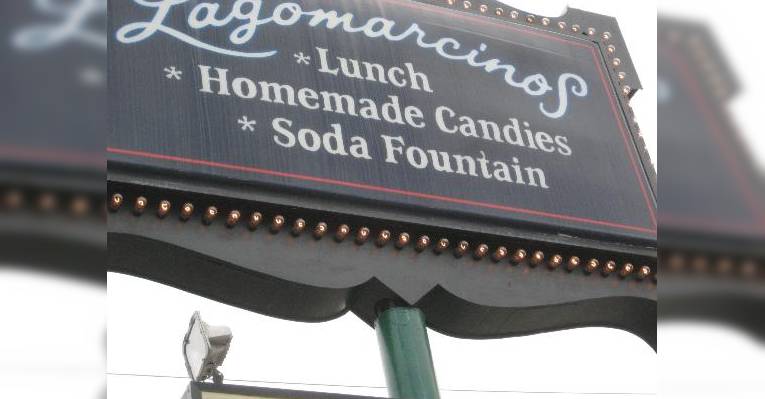 Lagomarcinos
* Lunch
* Homemade Candies
* Soda Fountain